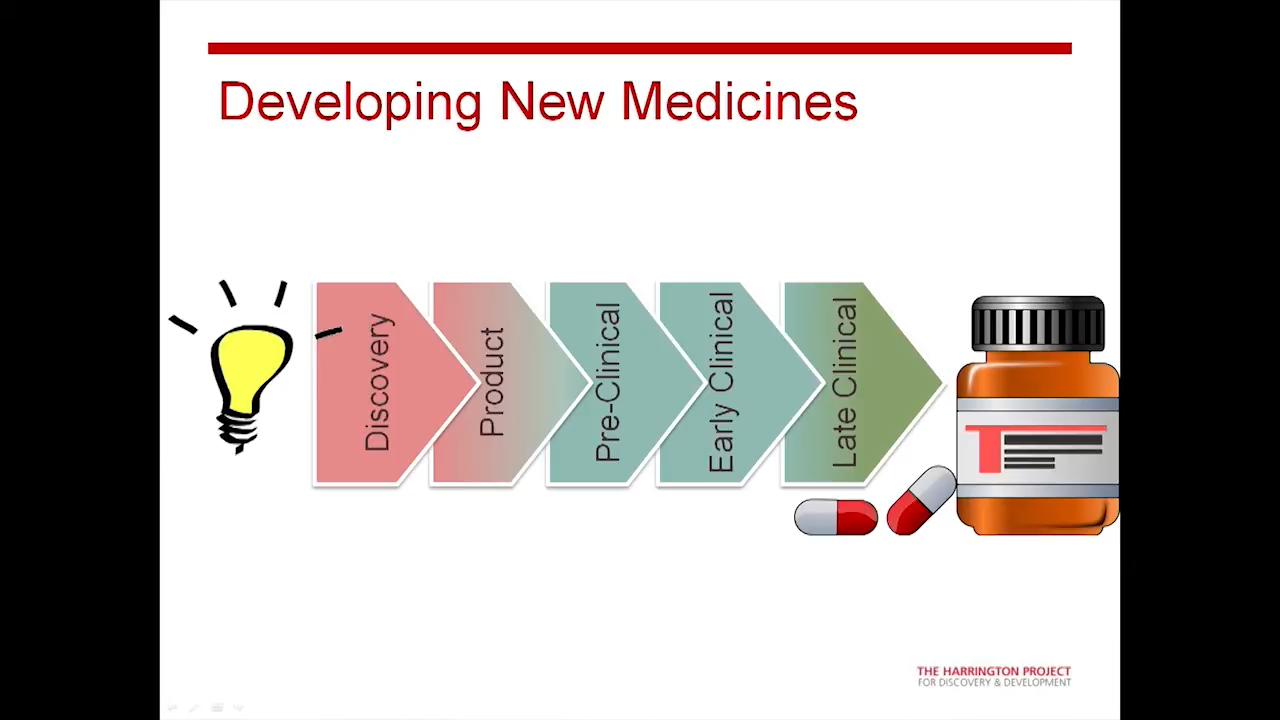 Developing New Medicines
Discovery
Product
Pre-Clinical
Early Clinical
Late Clinical
THE HARRINGTON PROJECT
FOR DISCOVERY & DEVELOPMENT